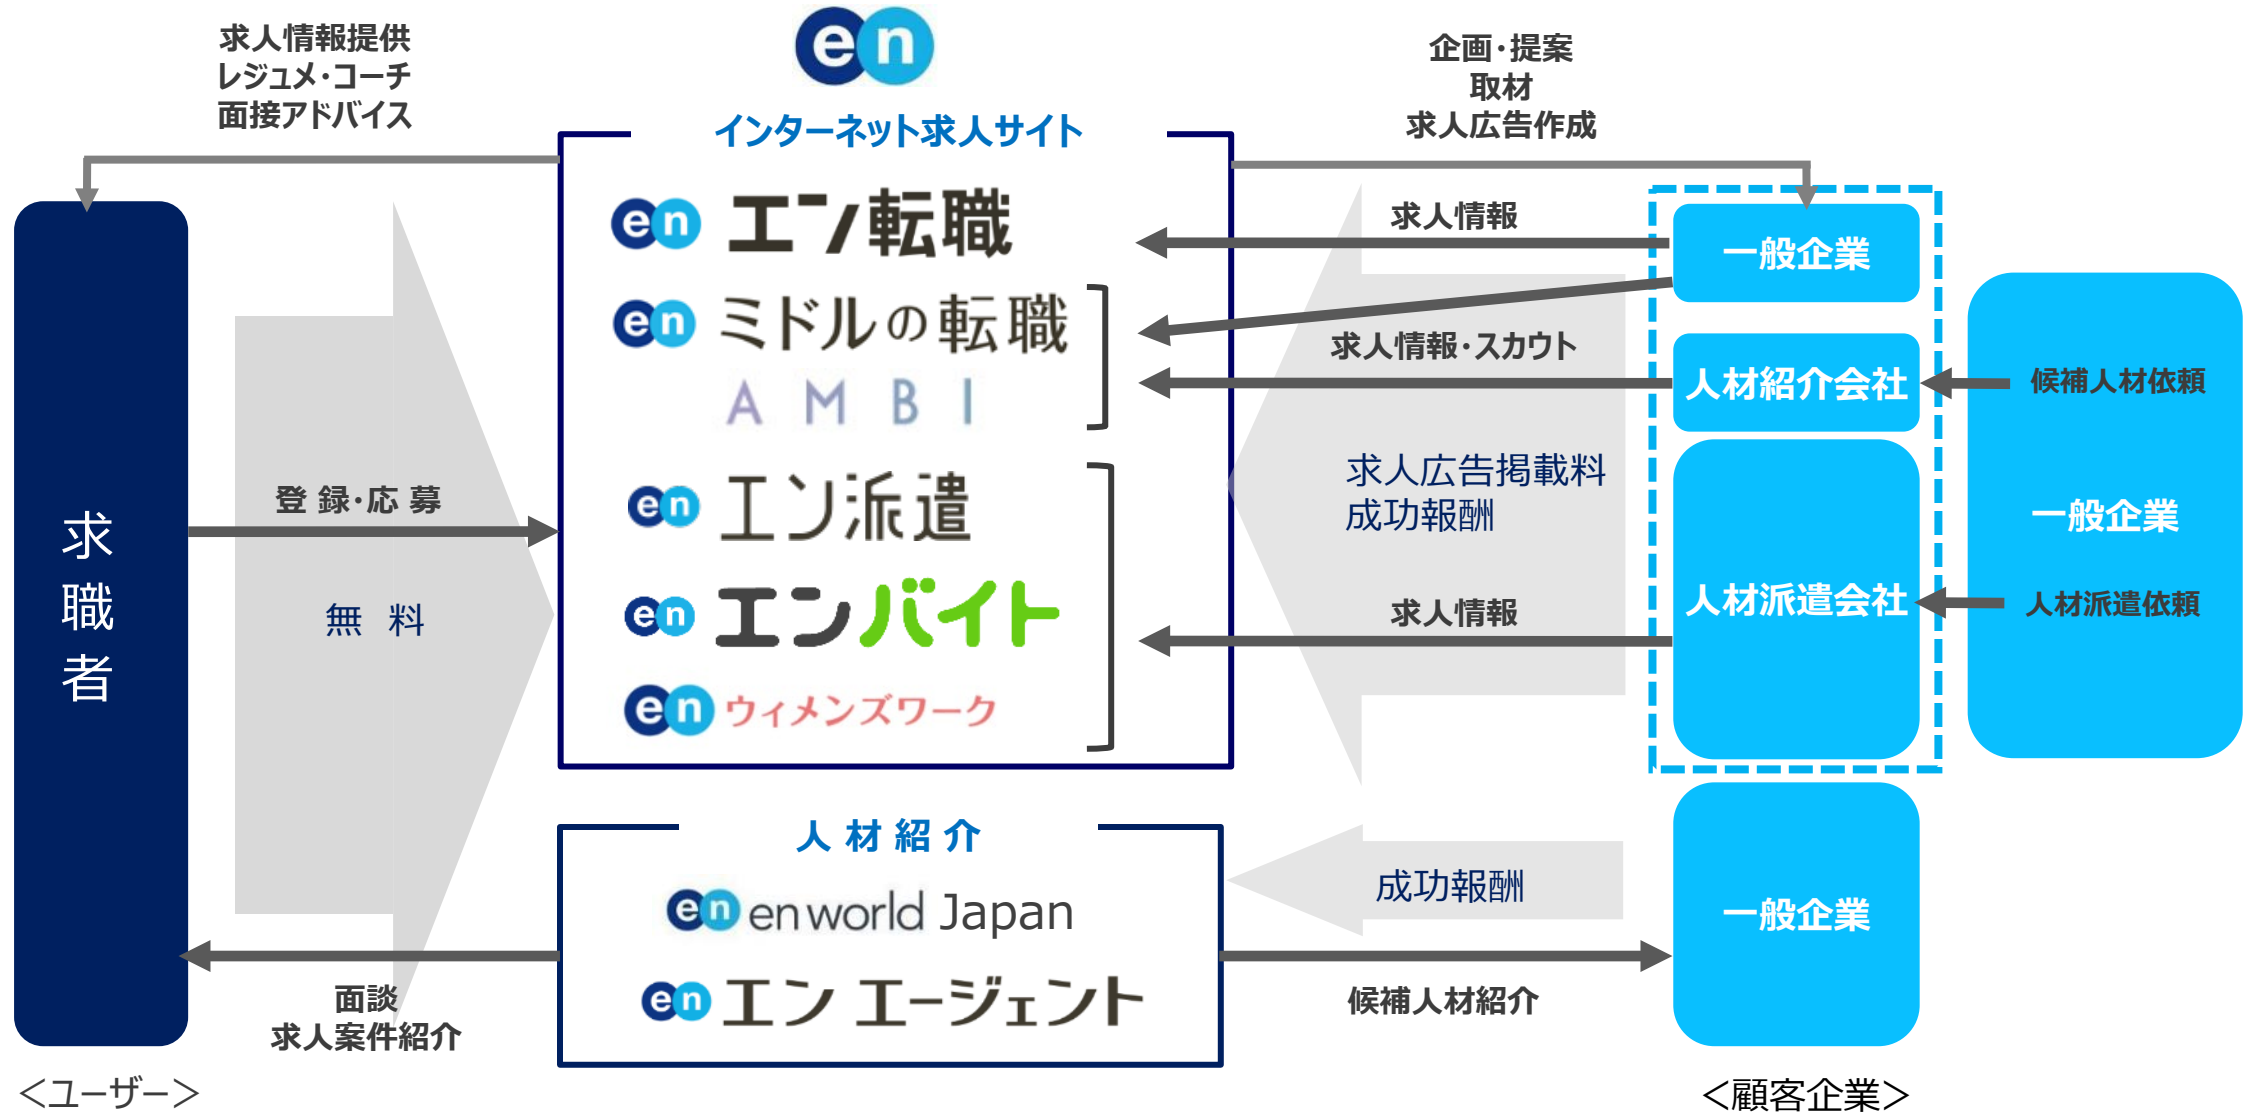 求人情報提供
レジュメ・コーチ
面接アドバイス
en
インターネット求人サイト
企画・提案
取材
求人広告作成
求職者
登 録・応 募
無 料
en エン転職
en ミドルの転職
AMBI
en エン派遣
en エンバイト
en ウィメンズワーク
求人情報
求人情報・スカウト
求人広告掲載料
成功報酬
求人情報
一般企業
人材紹介会社
人材派遣会社
候補人材依頼
一般企業
人材派遣依頼
人 材 紹 介
en en world Japan
en エン エージェント
成功報酬
一般企業
面談
求人案件紹介
候補人材紹介
＜ユーザー＞
＜顧客企業＞